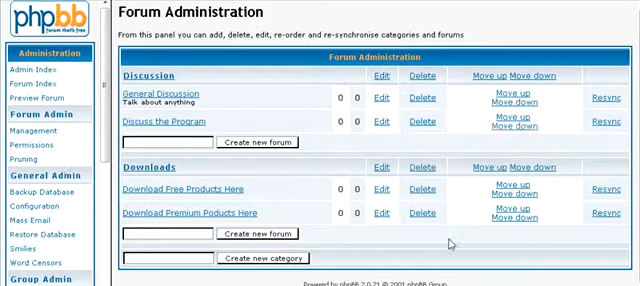 phpBB
forum that's free
Administration
Admin Index
Forum Index
Preview Forum
Forum Admin
Management
Permissions
Pruning
General Admin
Backup Database
Configuration
Mass Email
Restore Database
Smilies
Word Censors
Group Admin
Forum Administration
From this panel you can add, delete, edit, re-order and re-synchronise categories and forums
Forum Administration
Discussion Edit Delete Move up Move down
General Discussion 0 0 Edit Delete Move up Resync
Talk about anything Move down
Discuss the Program 0 0 Edit Delete Move up Resync
Move down
Create new forum
Downloads Edit Delete Move up Move down
Download Free Products Here 0 0 Edit Delete Move up Resync
Move down
Download Premium Poducts Here 0 0 Edit Delete Move up Resync
Move down
Create new forum
Create new category
Powered by phpBB 2.0.21 © 2001 phpBB Group